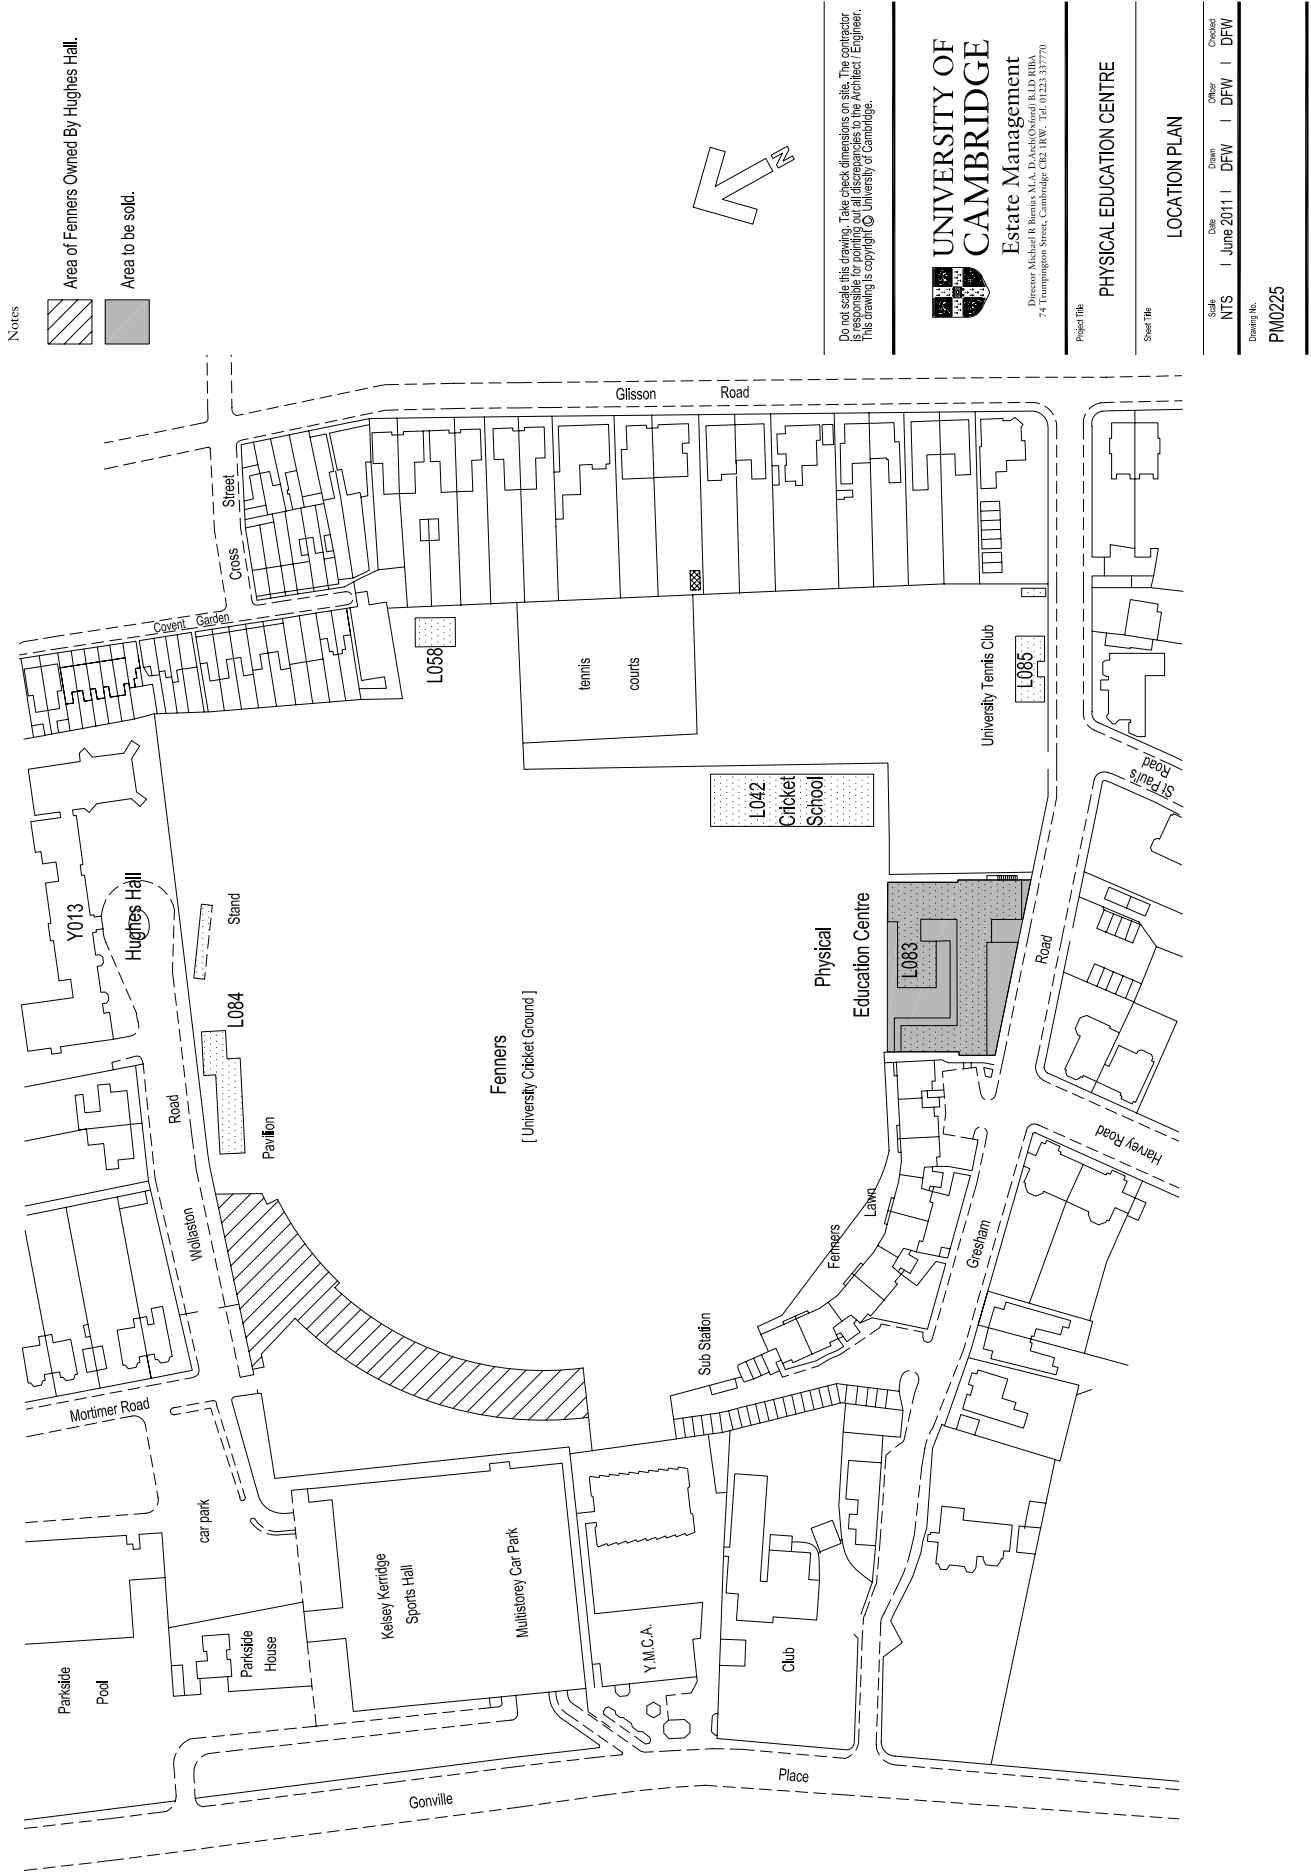 Notes
Area of Fenners Owned By Hughes Hall.
Area to be sold.
N
Do not scale this drawing. Take check dimensions on site. The contractor
is responsible for pointing out all discrepancies to the Architect / Engineer.
This drawing is copyright © University of Cambridge.
UNIVERSITY OF
CAMBRIDGE
Estate Management
Director Michael R Bienias M.A. D.Arch(Oxford) B.I.D RIBA
74 Trumpington Street, Cambridge CB2 1RW. Tel. 01223 337770
Project Title
PHYSICAL EDUCATION CENTRE
Sheet Title
LOCATION PLAN
Scale Date Drawn Officer Checked
NTS | June 2011 | DFW | DFW | DFW
Drawing No.
PM0225
Glisson Road
Cross Street
Covent Garden
L058
tennis
courts
University Tennis Club
L085
St Paul's
Road
L042
Cricket
School
Y013
Hughes Hall
Stand
L084
Pavilion
Fenners
[ University Cricket Ground ]
Physical
Education Centre
L083
Road
Harvey Road
Road
Wollaston
Fenners Lawn
Gresham
Sub Station
Mortimer Road
car park
Kelsey Kerridge
Sports Hall
Multistorey Car Park
Y.M.C.A.
Club
Parkside
House
Parkside
Pool
Gonville Place